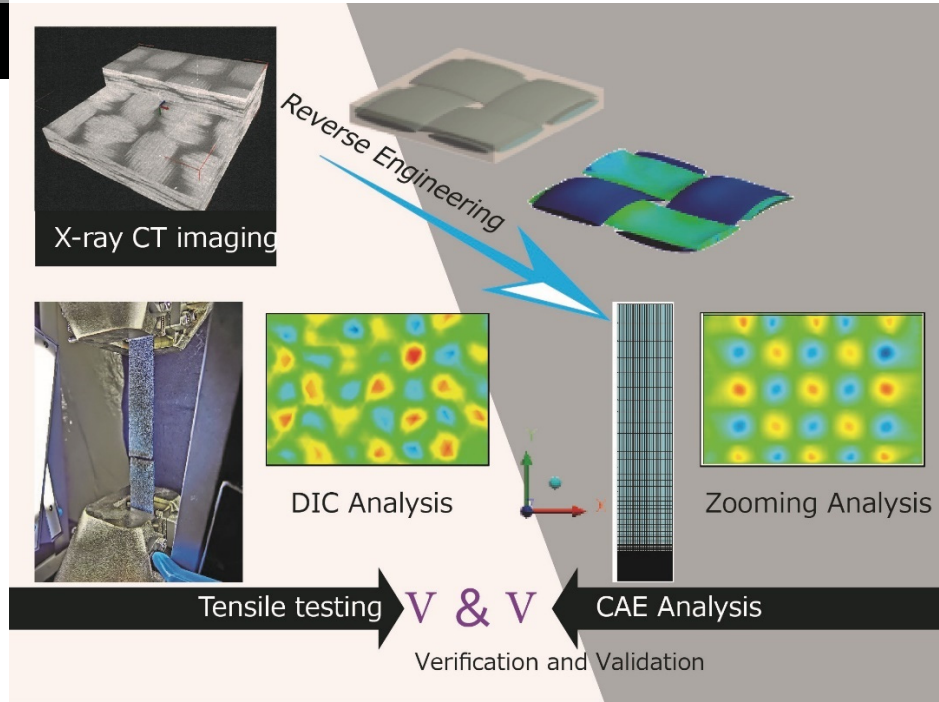 Reverse Engineering
X-ray CT imaging
DIC Analysis
Zooming Analysis
Tensile testing
V & V
CAE Analysis
Verification and Validation